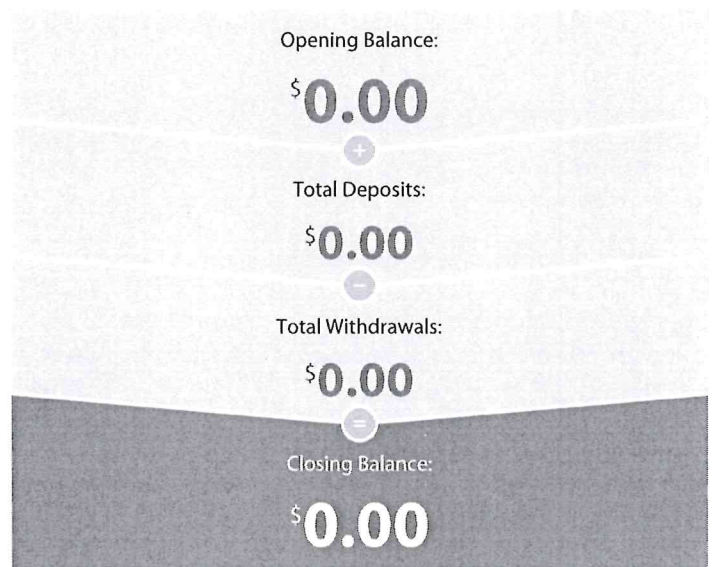 Opening Balance:
$0.00
+
Total Deposits:
$0.00
−
Total Withdrawals:
$0.00
=
Closing Balance:
$0.00